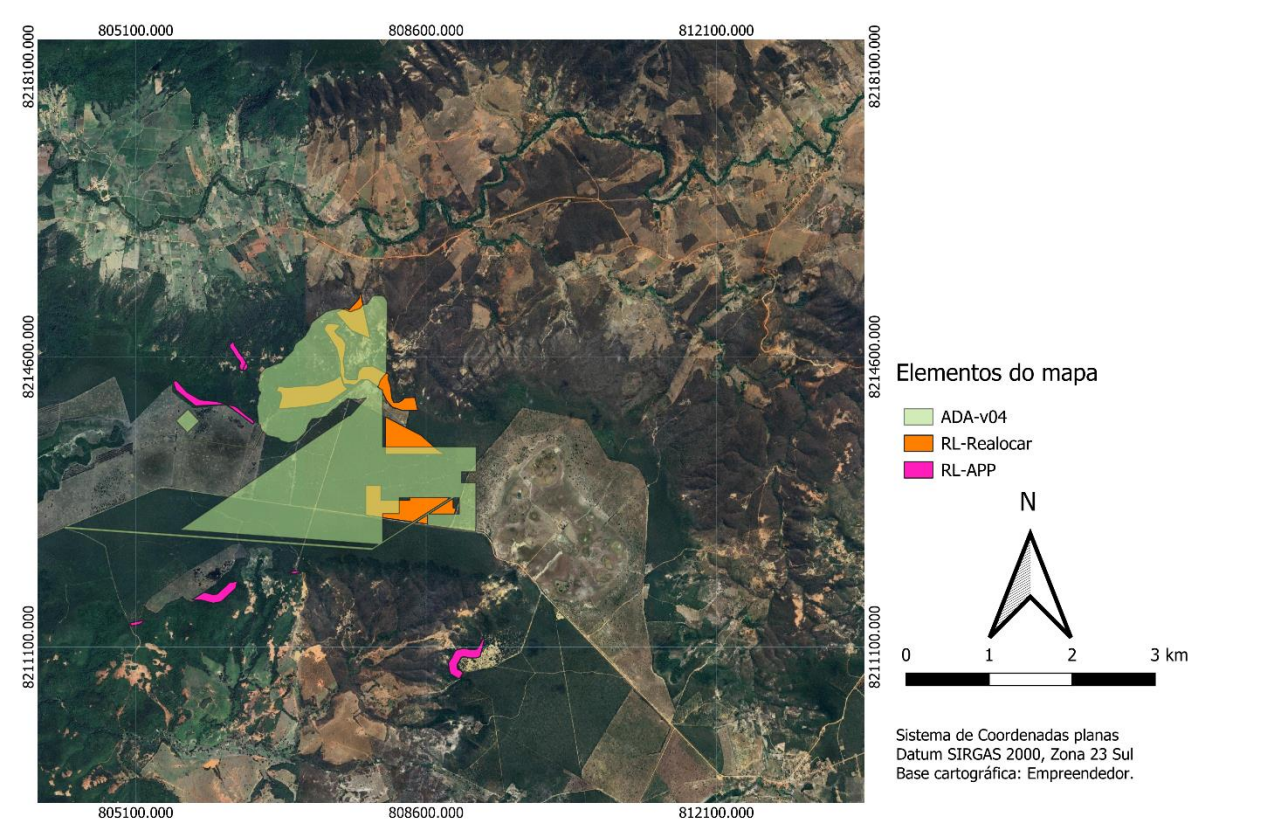 805100.000 808600.000 812100.000
8218100.000 8218100.000
8214600.000 8214600.000
Elementos do mapa
ADA-v04
RL-Realocar
RL-APP
N
8211100.000 8211100.000
0 1 2 3 km
Sistema de Coordenadas planas
Datum SIRGAS 2000, Zona 23 Sul
Base cartográfica: Empreendedor.
805100.000 808600.000 812100.000